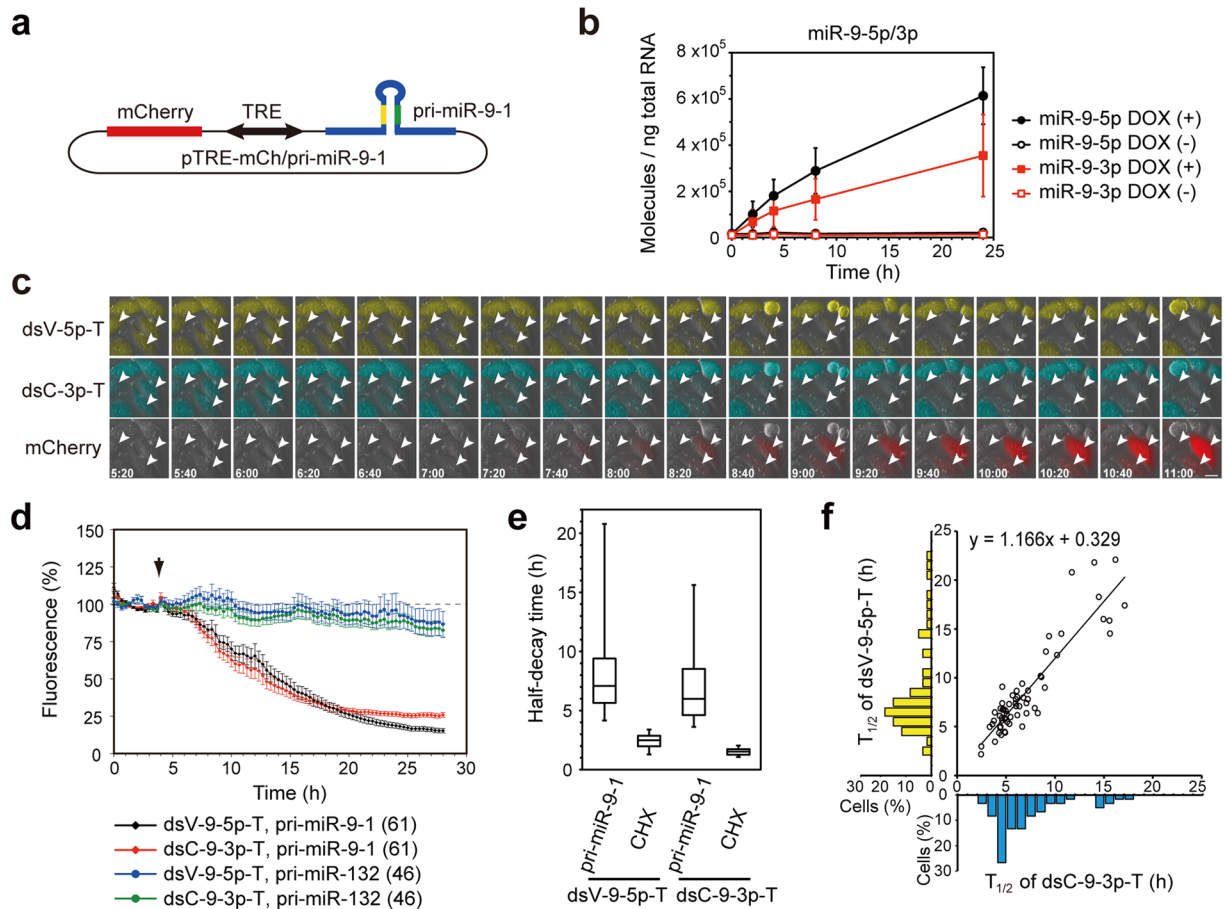 a
mCherry
TRE
pri-miR-9-1
pTRE-mCh/pri-miR-9-1
b
miR-9-5p/3p
Molecules / ng total RNA
8 x10⁵
6 x10⁵
4 x10⁵
2 x10⁵
0
0 5 10 15 20 25
Time (h)
miR-9-5p DOX (+)
miR-9-5p DOX (-)
miR-9-3p DOX (+)
miR-9-3p DOX (-)
c
dsV-5p-T
dsC-3p-T
mCherry
5:20 5:40 6:00 6:20 6:40 7:00 7:20 7:40 8:00 8:20 8:40 9:00 9:20 9:40 10:00 10:20 10:40 11:00
d
Fluorescence (%)
150
125
100
75
50
25
0
0 5 10 15 20 25 30
Time (h)
dsV-9-5p-T, pri-miR-9-1 (61)
dsC-9-3p-T, pri-miR-9-1 (61)
dsV-9-5p-T, pri-miR-132 (46)
dsC-9-3p-T, pri-miR-132 (46)
e
Half-decay time (h)
20
15
10
5
0
pri-miR-9-1
CHX
pri-miR-9-1
CHX
dsV-9-5p-T dsC-9-3p-T
f
T1/2 of dsV-9-5p-T (h)
y = 1.166x + 0.329
25
20
15
10
5
0
30 20 10 0
Cells (%)
0 5 10 15 20 25
Cells (%)
0
10
20
30
T1/2 of dsC-9-3p-T (h)